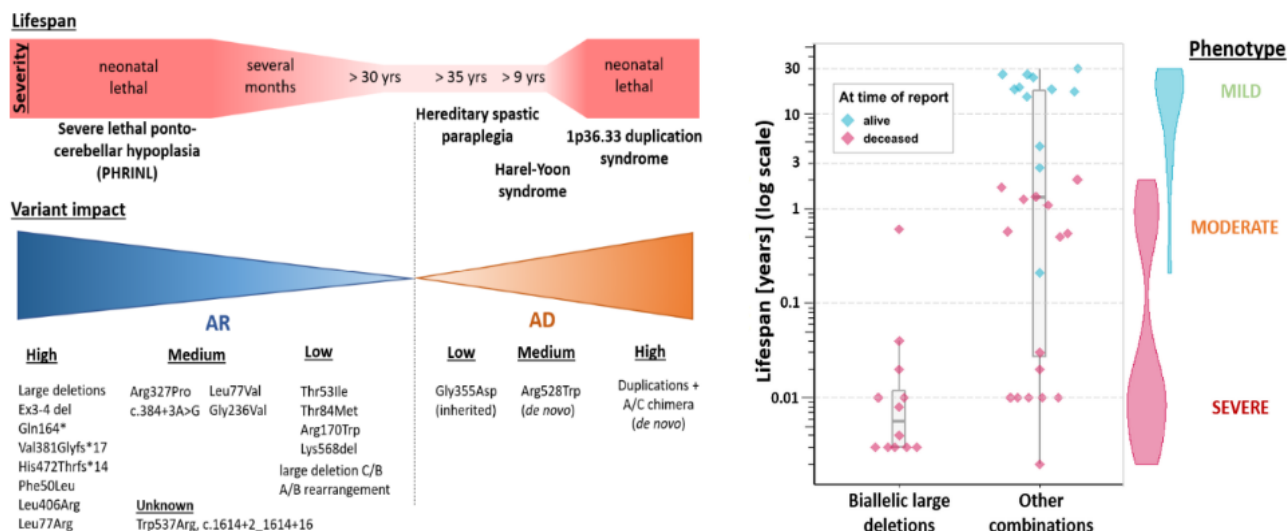 Lifespan
Severity
neonatal
lethal
several
months
> 30 yrs
> 35 yrs
> 9 yrs
neonatal
lethal
Severe lethal ponto-
cerebellar hypoplasia
(PHRINL)
Hereditary spastic
paraplegia
Harel-Yoon
syndrome
1p36.33 duplication
syndrome
Variant impact
AR
AD
High
Large deletions
Ex3-4 del
Gln164*
Val381Glyfs*17
His472Thrfs*14
Phe50Leu
Leu406Arg
Leu77Arg
Medium
Arg327Pro Leu77Val
c.384+3A>G Gly236Val
Unknown
Trp537Arg, c.1614+2_1614+16
Low
Thr53Ile
Thr84Met
Arg170Trp
Lys568del
large deletion C/B
A/B rearrangement
Low
Gly355Asp
(inherited)
Medium
Arg528Trp
(de novo)
High
Duplications +
A/C chimera
(de novo)
Lifespan [years] (log scale)
30
10
3
1
0.1
0.01
At time of report
alive
deceased
Biallelic large
deletions
Other
combinations
Phenotype
MILD
MODERATE
SEVERE